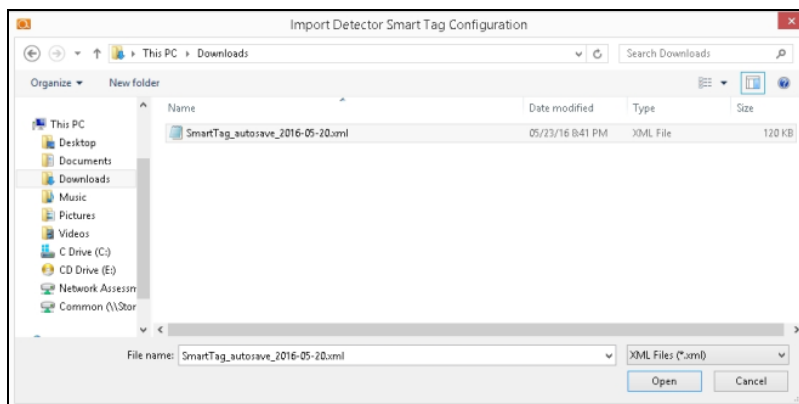 Import Detector Smart Tag Configuration
This PC Downloads
Search Downloads
Organize New folder
Name Date modified Type Size
SmartTag_autosave_2016-05-20.xml 05/23/16 8:41 PM XML File 120 KB
This PC
Desktop
Documents
Downloads
Music
Pictures
Videos
C Drive (C:)
CD Drive (E:)
Network Assessm
Common (\\Stor
File name: SmartTag_autosave_2016-05-20.xml XML Files (*.xml)
Open Cancel